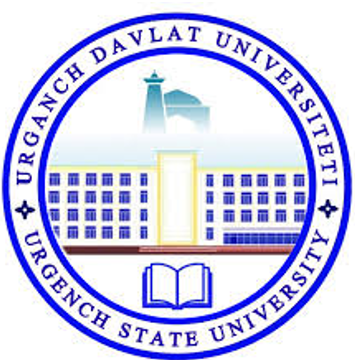 URGANCH DAVLAT UNIVERSITETI
URGENCH STATE UNIVERSITY